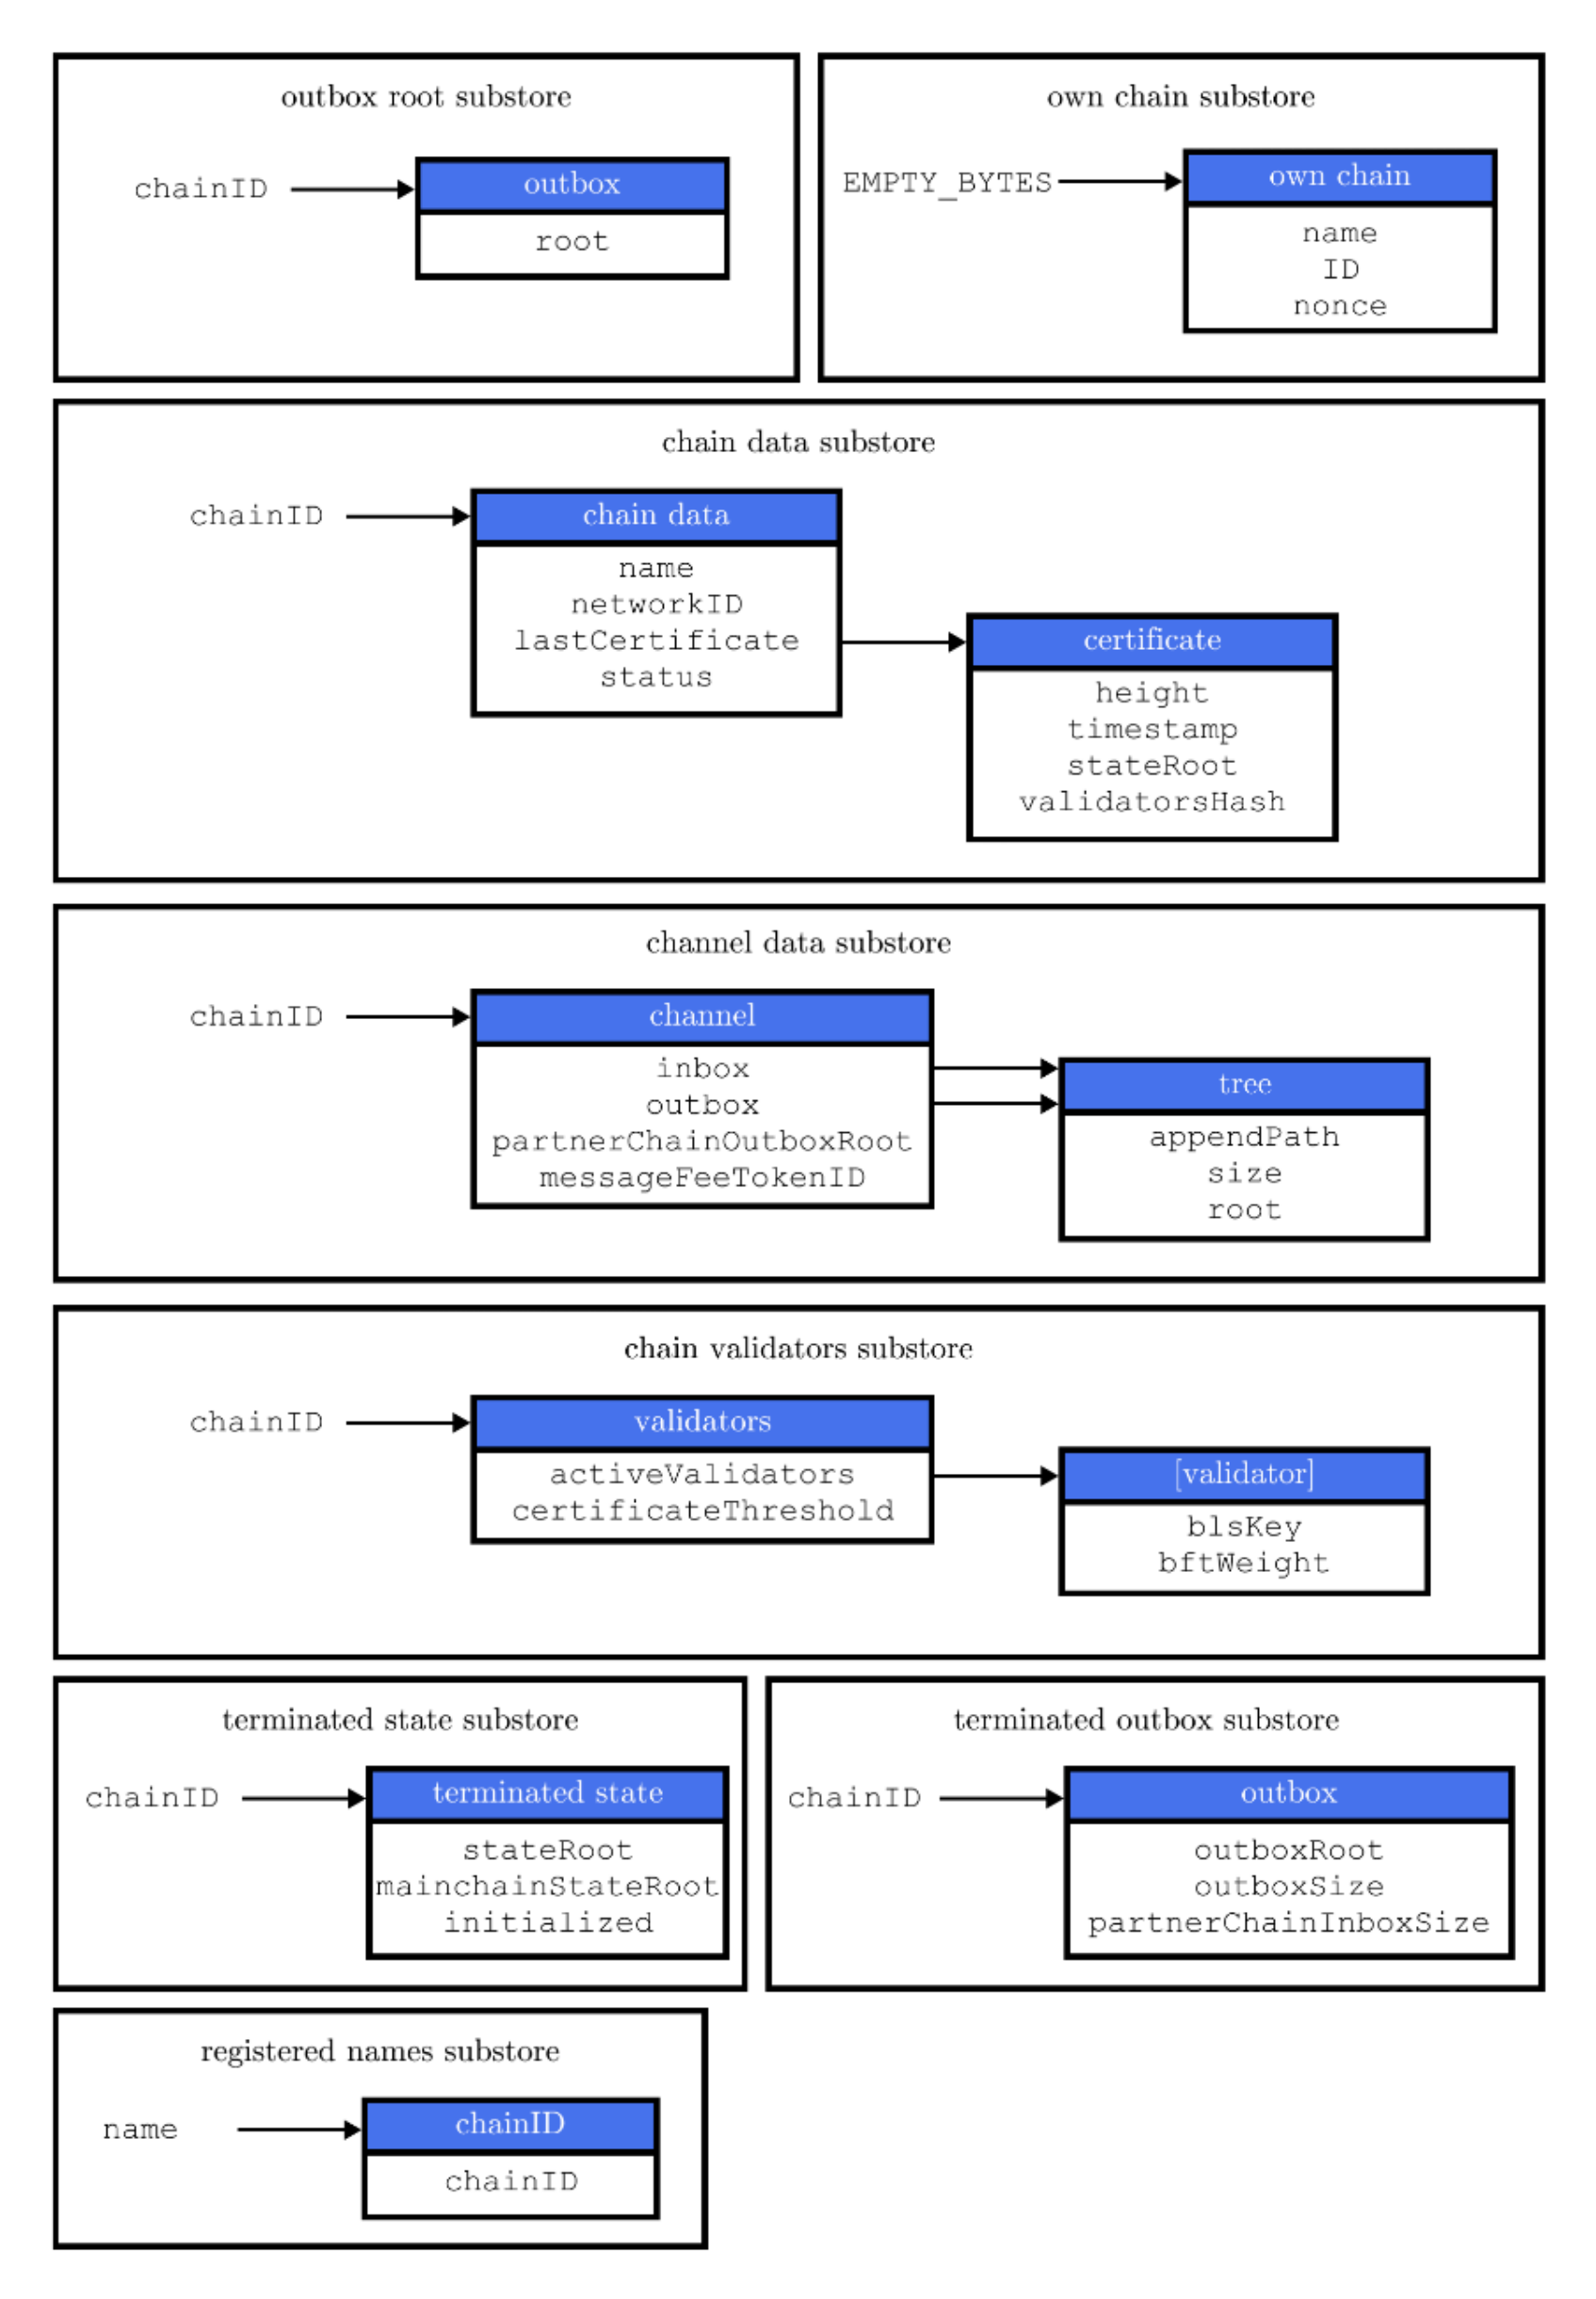 outbox root substore
chainID
outbox
root
own chain substore
EMPTY_BYTES
own chain
name
ID
nonce
chain data substore
chainID
chain data
name
networkID
lastCertificate
status
certificate
height
timestamp
stateRoot
validatorsHash
channel data substore
chainID
channel
inbox
outbox
partnerChainOutboxRoot
messageFeeTokenID
tree
appendPath
size
root
chain validators substore
chainID
validators
activeValidators
certificateThreshold
[validator]
blsKey
bftWeight
terminated state substore
chainID
terminated state
stateRoot
mainchainStateRoot
initialized
terminated outbox substore
chainID
outbox
outboxRoot
outboxSize
partnerChainInboxSize
registered names substore
name
chainID
chainID